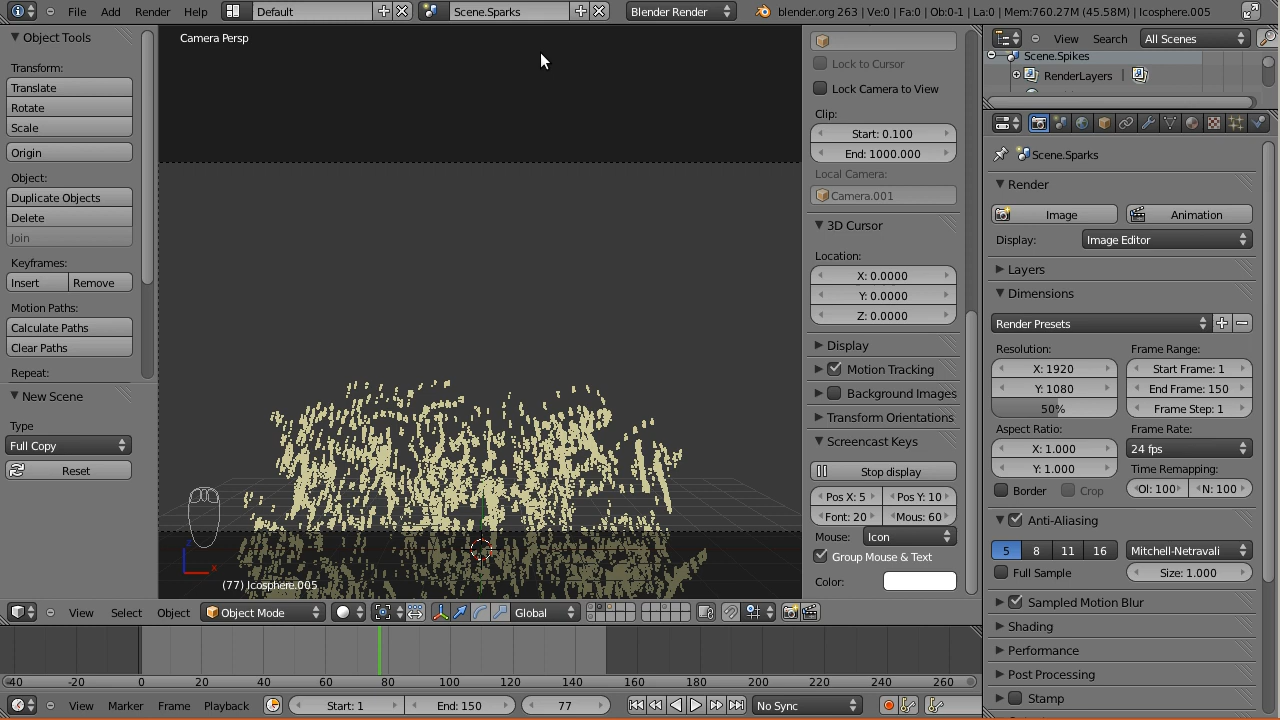 File Add Render Help Default Scene.Sparks Blender Render blender.org 263 | Ve:0 | Fa:0 | Ob:0-1 | La:0 | Mem:760.27M (45.58M) | Icosphere.005
Object Tools
Transform:
Translate
Rotate
Scale
Origin
Object:
Duplicate Objects
Delete
Join
Keyframes:
Insert Remove
Motion Paths:
Calculate Paths
Clear Paths
Repeat:
New Scene
Type
Full Copy
Reset
Camera Persp
(77) Icosphere.005
Lock to Cursor
Lock Camera to View
Clip:
Start: 0.100
End: 1000.000
Local Camera:
Camera.001
3D Cursor
Location:
X: 0.0000
Y: 0.0000
Z: 0.0000
Display
Motion Tracking
Background Images
Transform Orientations
Screencast Keys
Stop display
Pos X: 5 Pos Y: 10
Font: 20 Mous: 60
Mouse: Icon
Group Mouse & Text
Color:
View Search All Scenes
Scene.Spikes
RenderLayers
Scene.Sparks
Render
Image Animation
Display: Image Editor
Layers
Dimensions
Render Presets
Resolution: Frame Range:
X: 1920 Start Frame: 1
Y: 1080 End Frame: 150
50% Frame Step: 1
Aspect Ratio: Frame Rate:
X: 1.000 24 fps
Y: 1.000 Time Remapping:
Border Crop Ol: 100 N: 100
Anti-Aliasing
5 8 11 16 Mitchell-Netravali
Full Sample Size: 1.000
Sampled Motion Blur
Shading
Performance
Post Processing
Stamp
View Select Object Object Mode Global
-40 -20 0 20 40 60 80 100 120 140 160 180 200 220 240 260
View Marker Frame Playback Start: 1 End: 150 77 No Sync